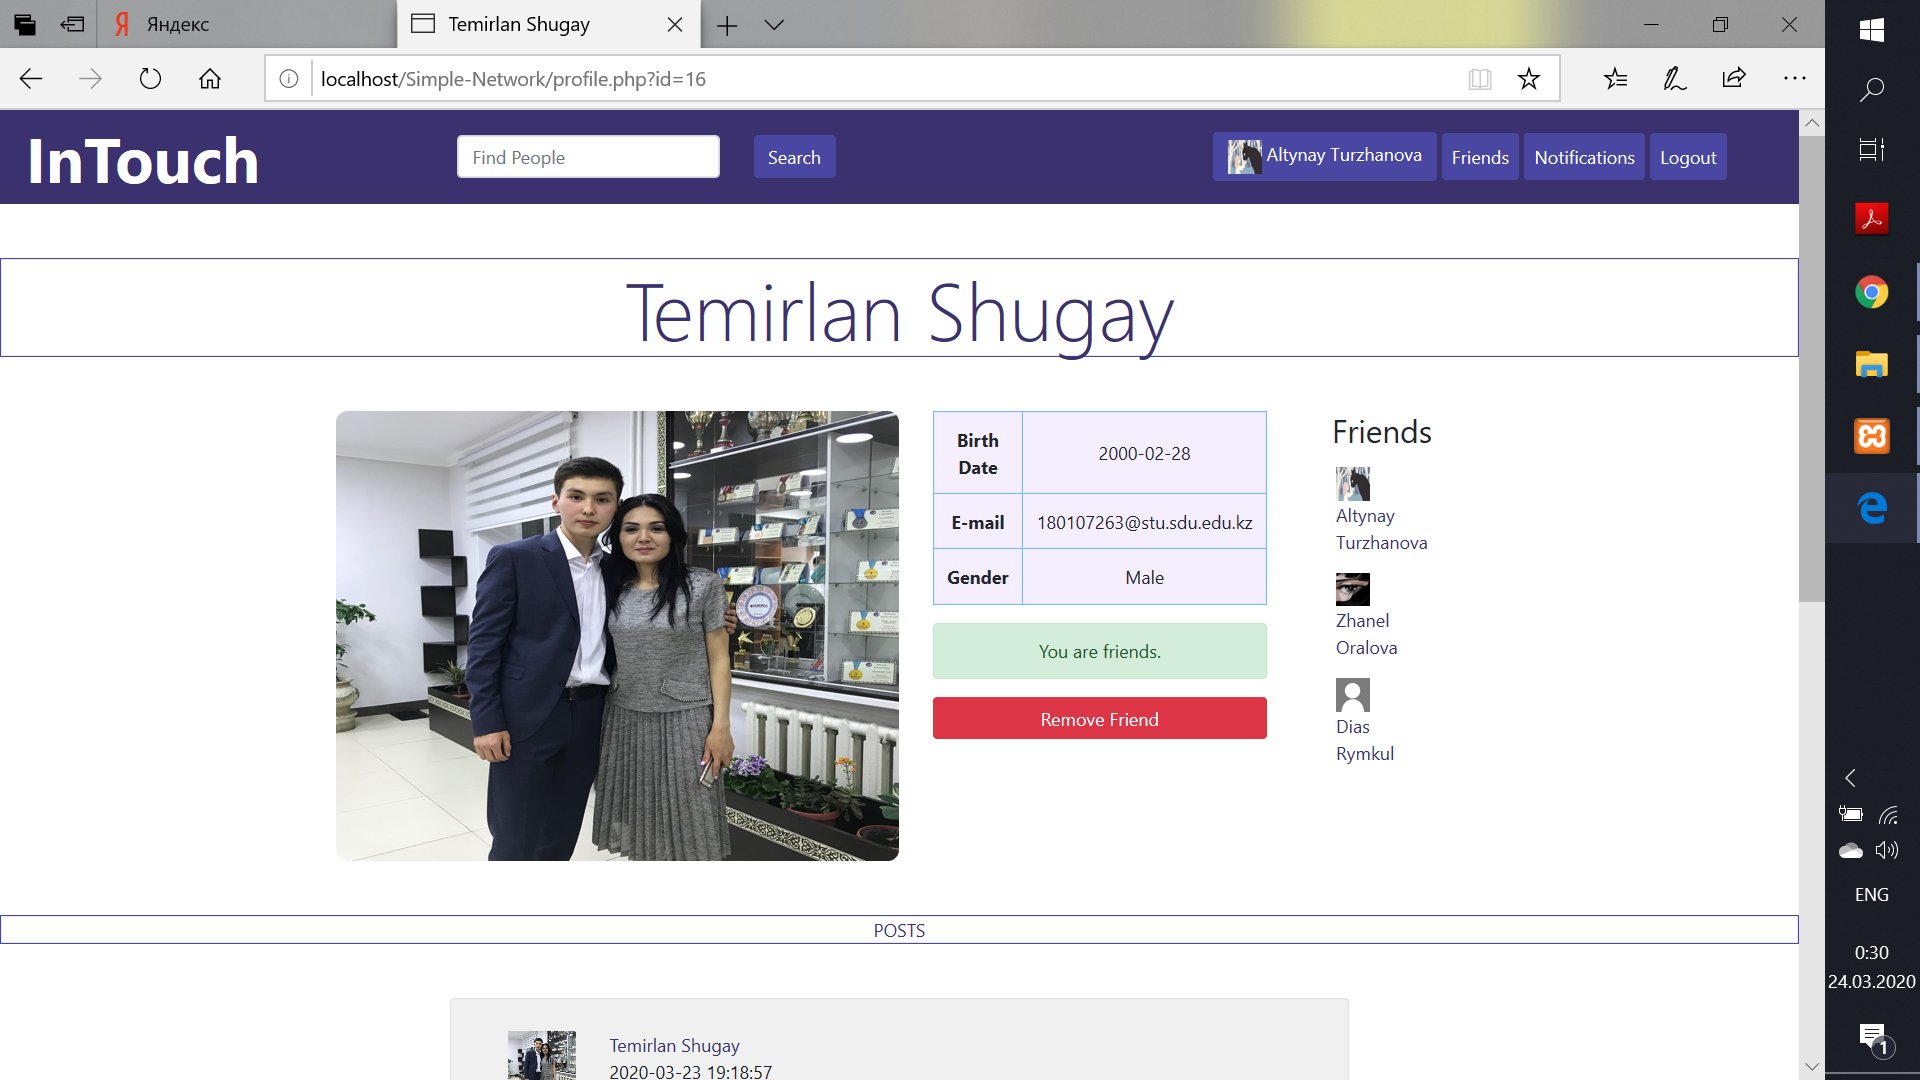 Яндекс
Temirlan Shugay
localhost/Simple-Network/profile.php?id=16
InTouch
Find People
Search
Altynay Turzhanova
Friends
Notifications
Logout
Temirlan Shugay
Birth
Date
2000-02-28
E-mail
180107263@stu.sdu.edu.kz
Gender
Male
You are friends.
Remove Friend
Friends
Altynay
Turzhanova
Zhanel
Oralova
Dias
Rymkul
POSTS
Temirlan Shugay
2020-03-23 19:18:57
ENG
0:30
24.03.2020
1